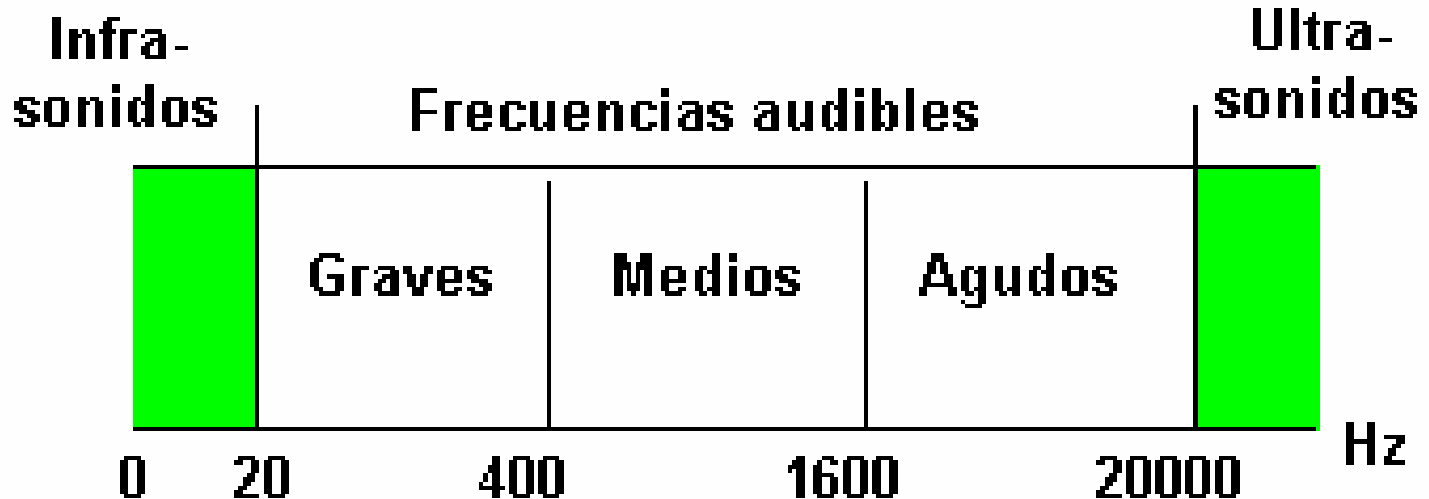 Infra-
sonidos
Frecuencias audibles
Ultra-
sonidos
Graves Medios Agudos
0 20 400 1600 20000 Hz